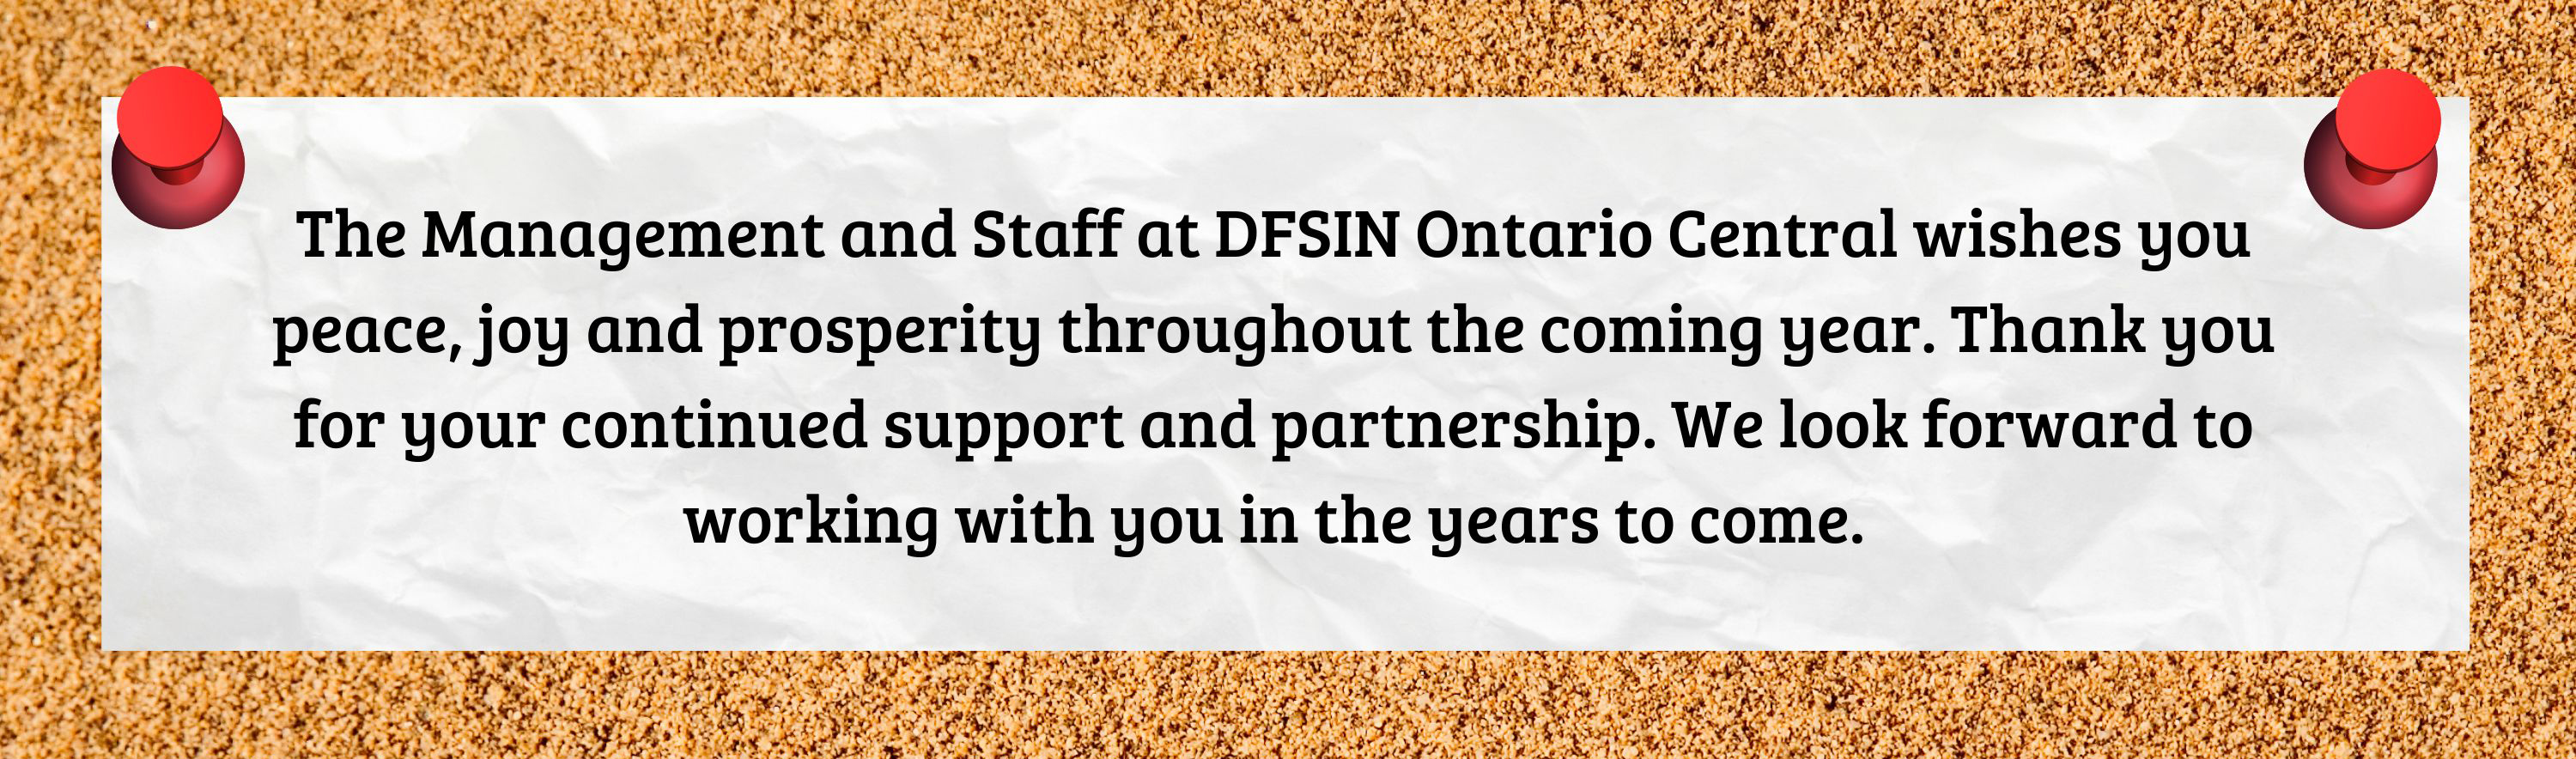 The Management and Staff at DFSIN Ontario Central wishes you
peace, joy and prosperity throughout the coming year. Thank you
for your continued support and partnership. We look forward to
working with you in the years to come.